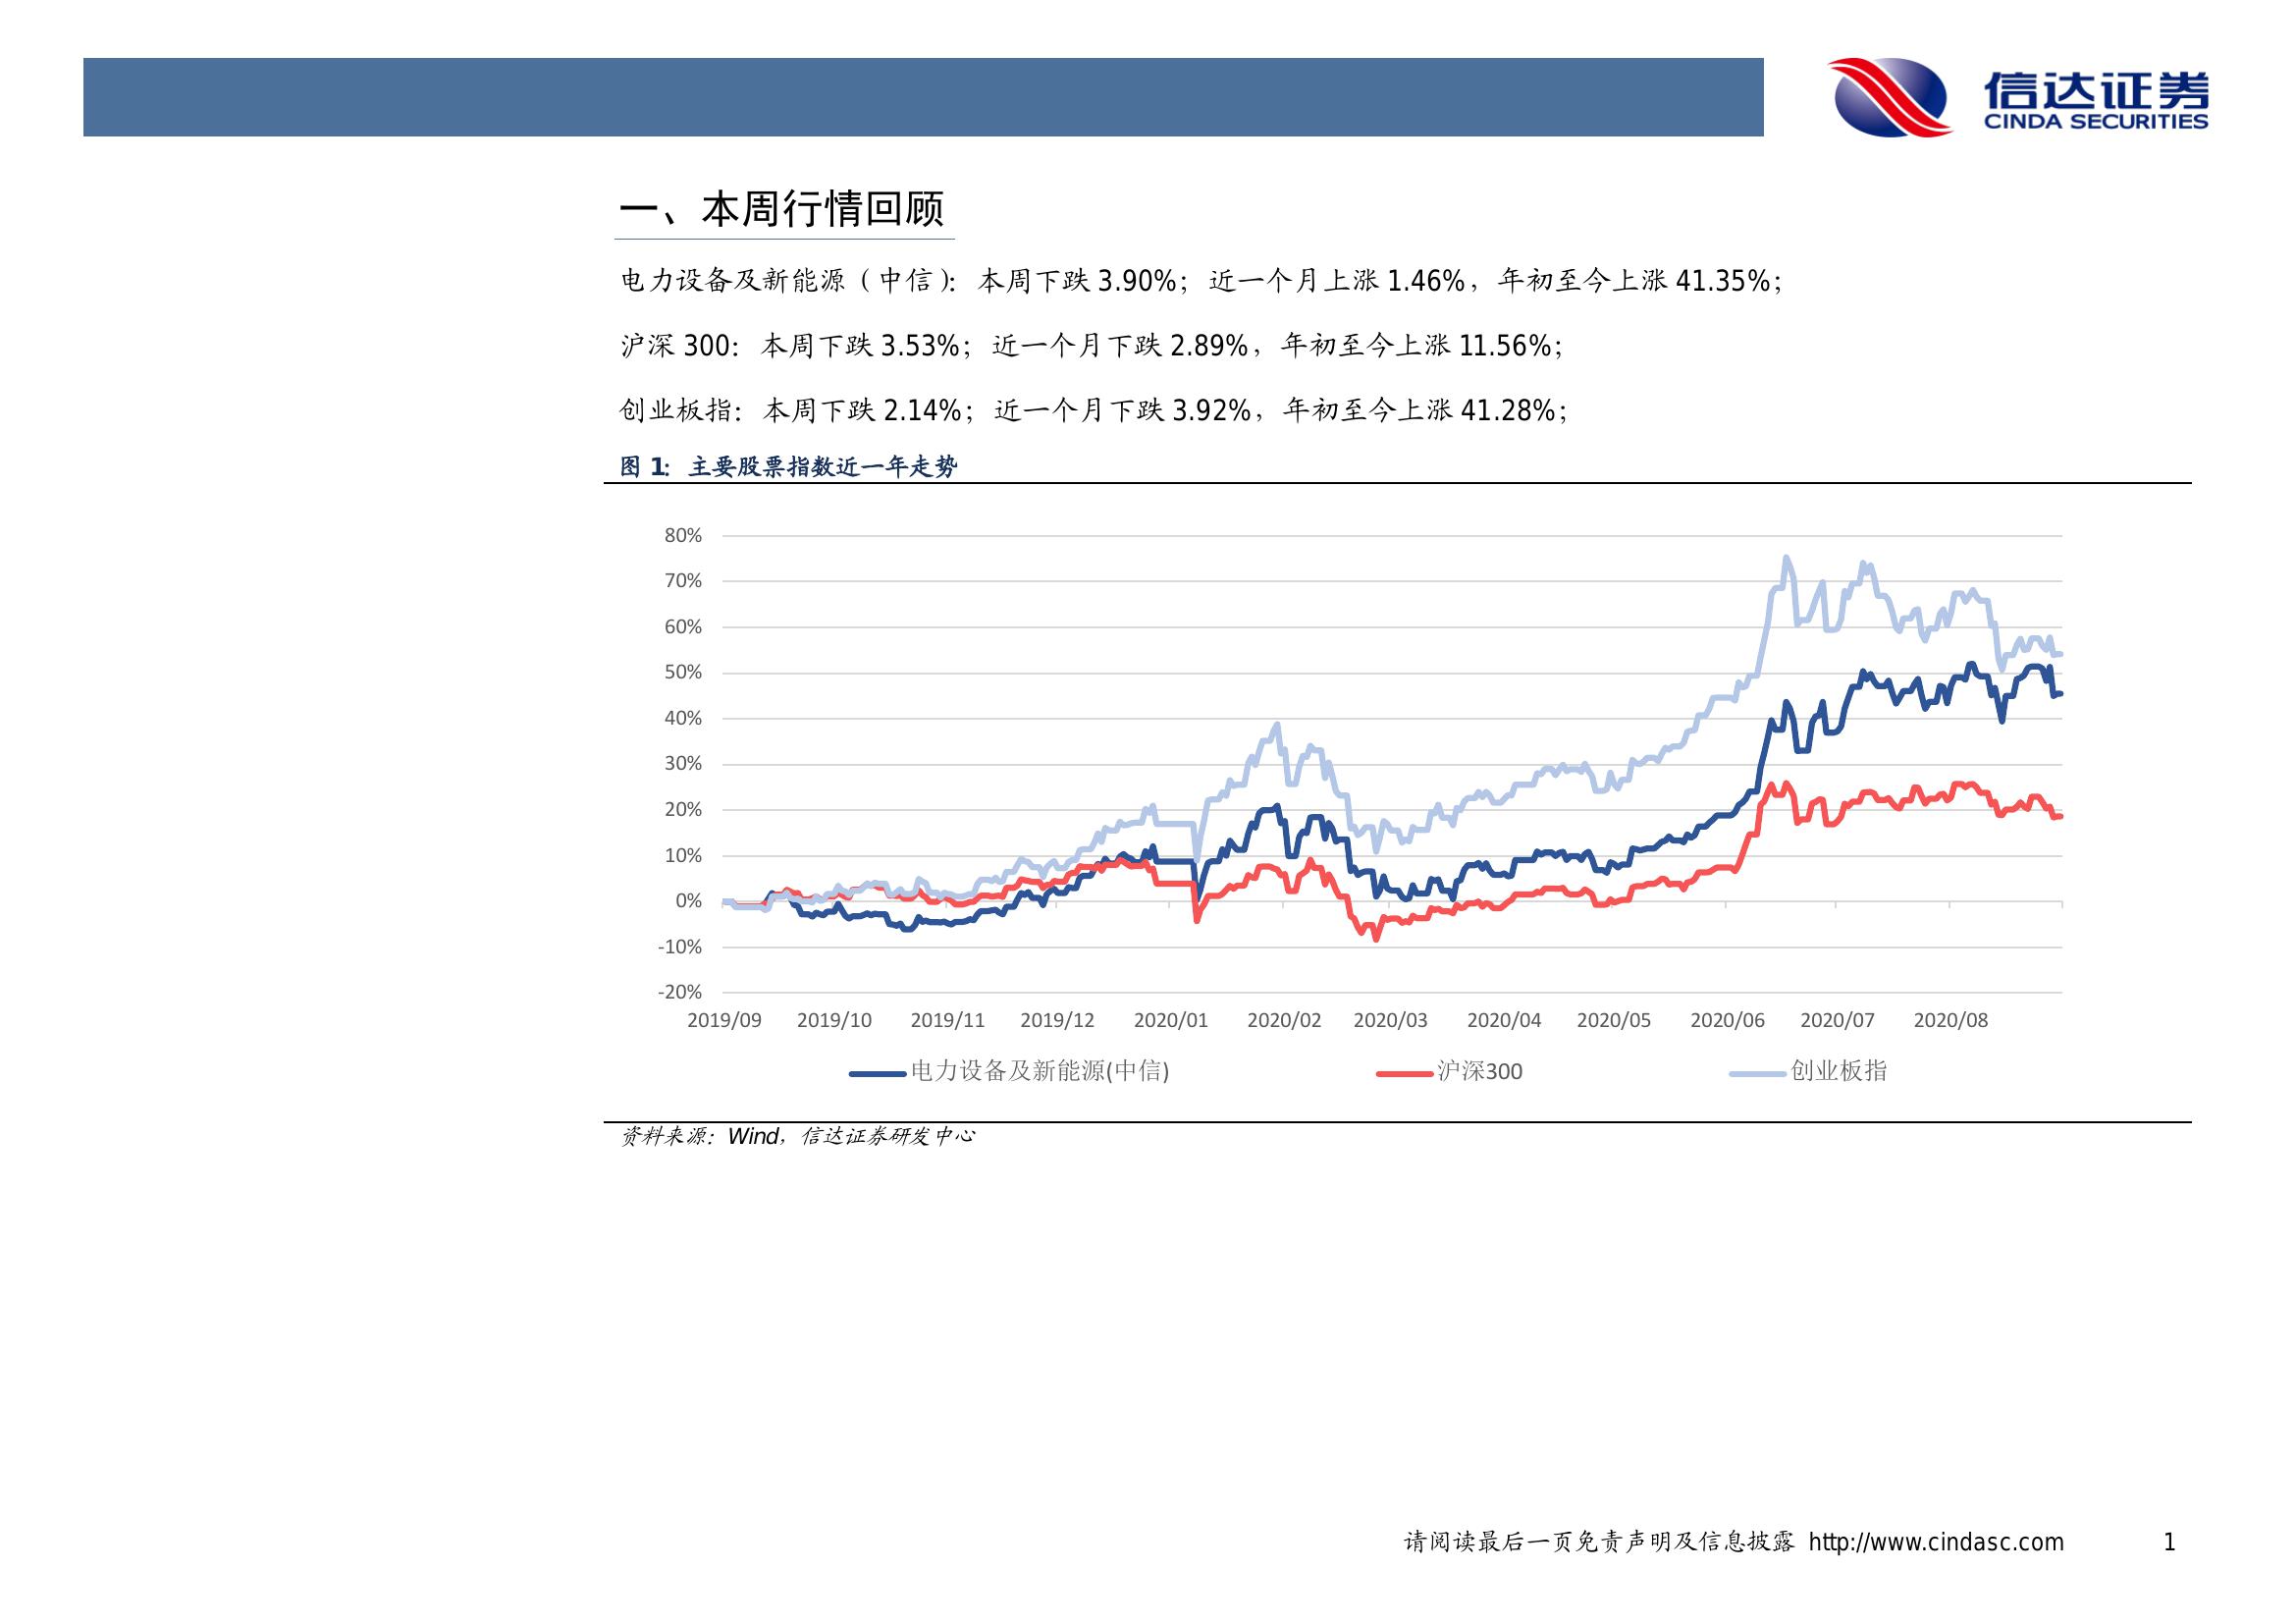 信达证券
CINDA SECURITIES
一、本周行情回顾
电力设备及新能源（中信）：本周下跌 3.90%；近一个月上涨 1.46%，年初至今上涨 41.35%；
沪深 300：本周下跌 3.53%；近一个月下跌 2.89%，年初至今上涨 11.56%；
创业板指：本周下跌 2.14%；近一个月下跌 3.92%，年初至今上涨 41.28%；
图 1：主要股票指数近一年走势
80%
70%
60%
50%
40%
30%
20%
10%
0%
-10%
-20%
2019/09 2019/10 2019/11 2019/12 2020/01 2020/02 2020/03 2020/04 2020/05 2020/06 2020/07 2020/08
电力设备及新能源(中信) 沪深300 创业板指
资料来源：Wind，信达证券研发中心
请阅读最后一页免责声明及信息披露 http://www.cindasc.com 1